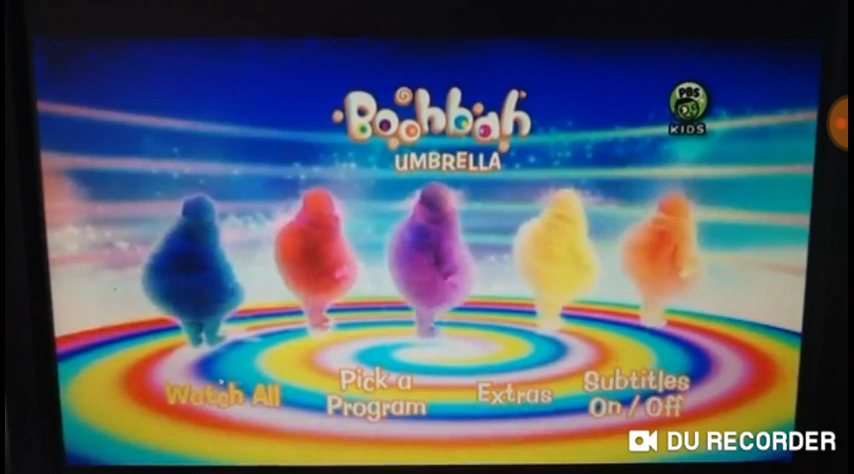 Boohbah
UMBRELLA
PBS
KIDS
Watch All
Pick a
Program
Extras
Subtitles
On / Off
DU RECORDER